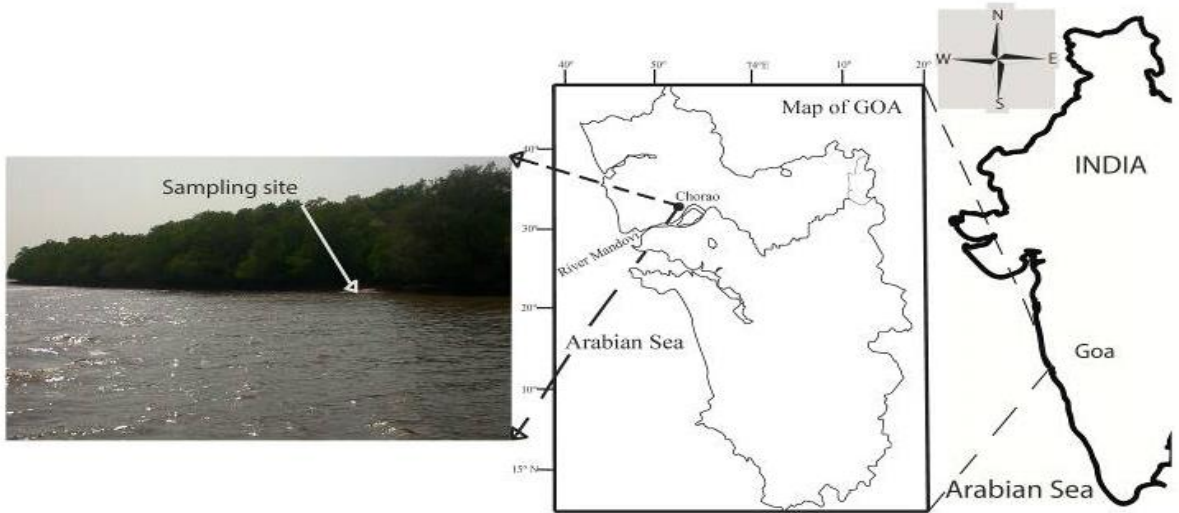 Sampling site
40°
50°
74°E
10°
20°
Map of GOA
40°
Chorao
30°
River Mandovi
20°
Arabian Sea
10°
15° N
N
W
E
S
INDIA
Goa
Arabian Sea